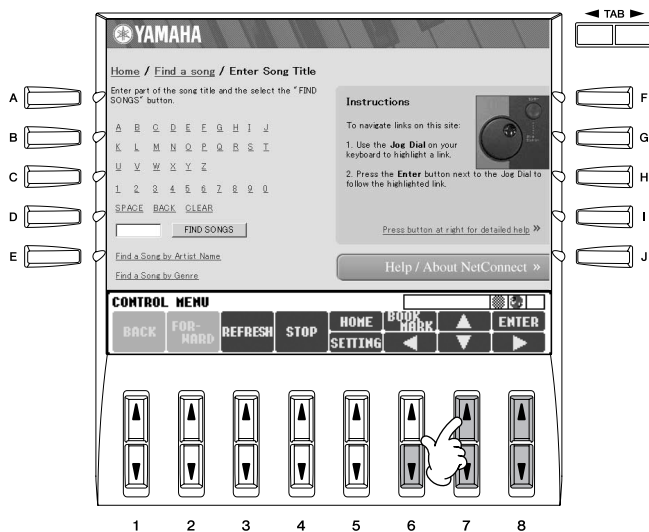 ◄ TAB ►
YAMAHA
Home / Find a song / Enter Song Title
Enter part of the song title and the select the "FIND
SONGS" button.
A B C D E F G H I J
K L M N O P Q R S T
U V W X Y Z
1 2 3 4 5 6 7 8 9 0
SPACE BACK CLEAR
FIND SONGS
Find a Song by Artist Name
Find a Song by Genre
Instructions
To navigate links on this site:
1. Use the Jog Dial on your
keyboard to highlight a link.
2. Press the Enter button next to the Jog Dial to
follow the highlighted link.
Press button at right for detailed help »
Help / About NetConnect »
A
B
C
D
E
F
G
H
I
J
CONTROL MENU
BACK
FOR-
WARD
REFRESH
STOP
HOME
SETTING
BOOK
MARK
ENTER
1 2 3 4 5 6 7 8